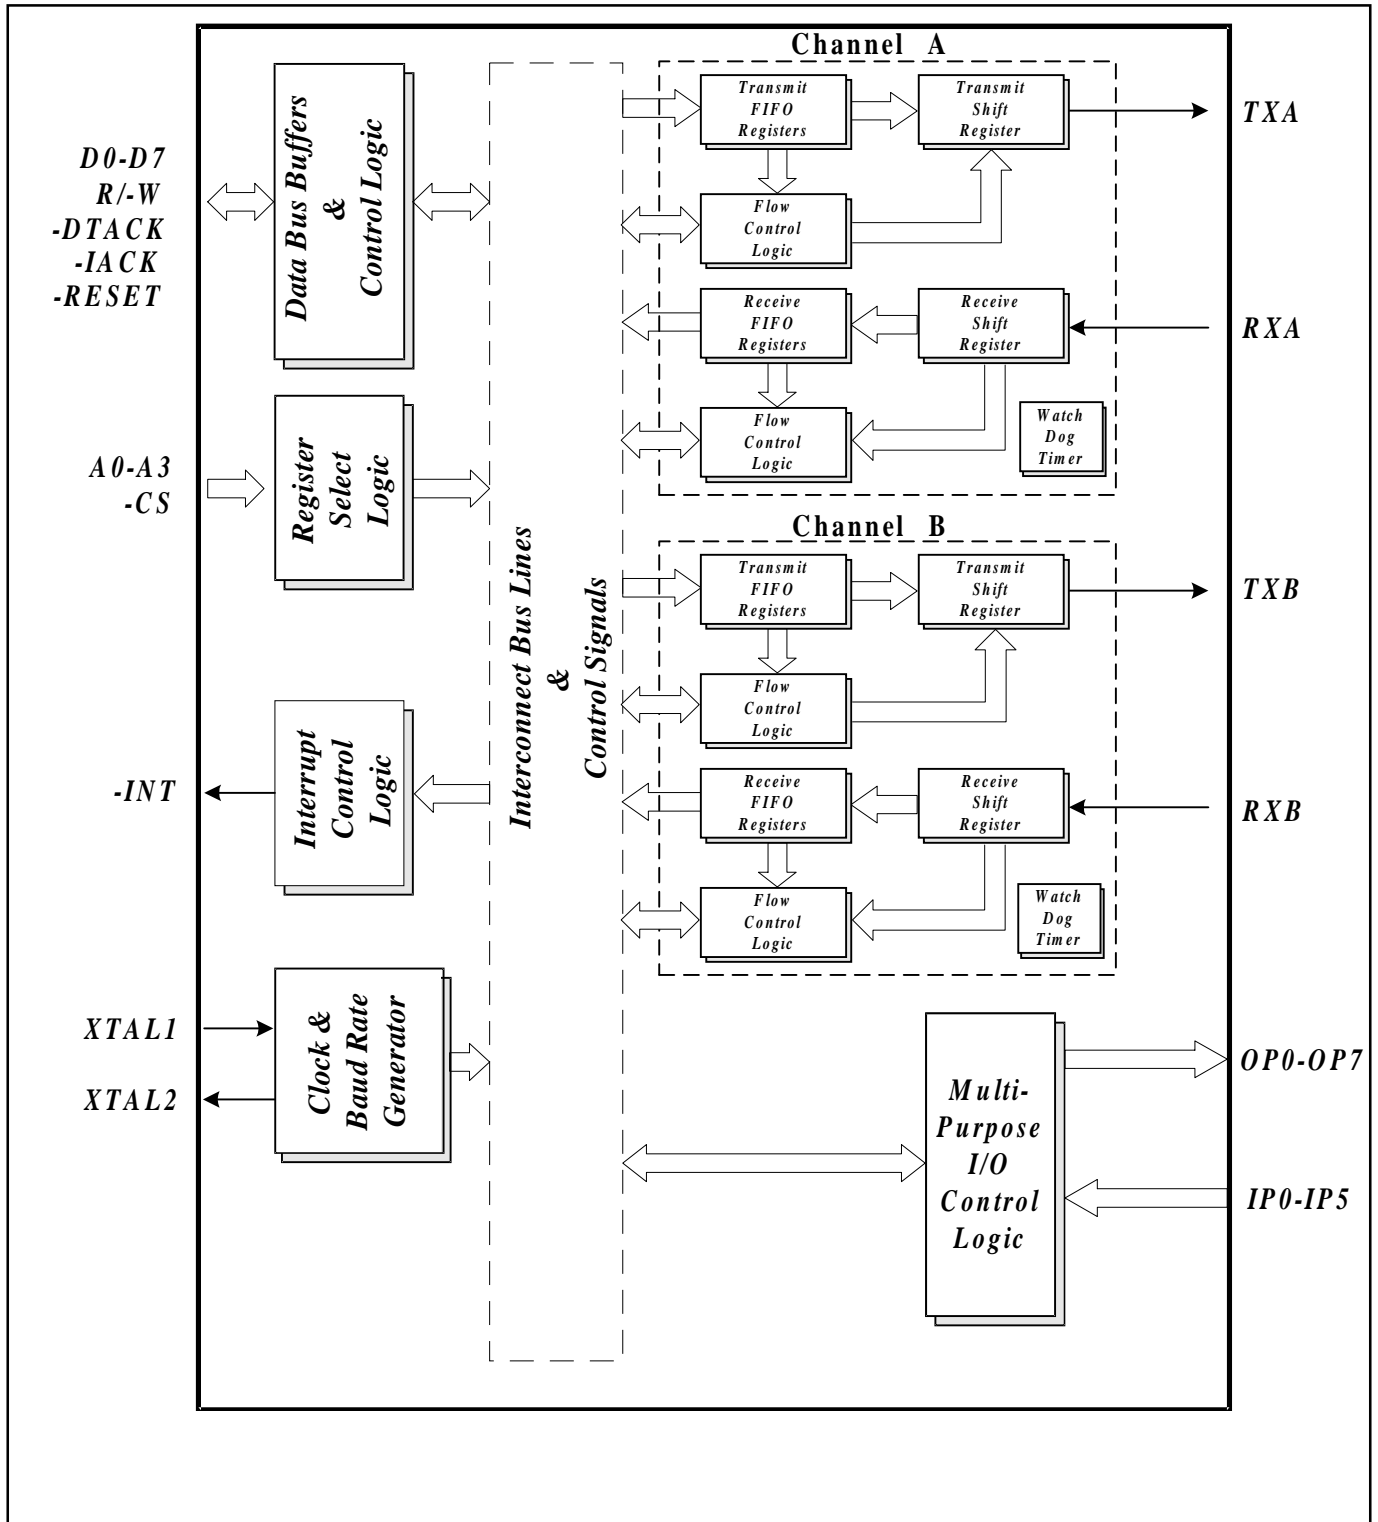 D0-D7
R/-W
-DTACK
-IACK
-RESET
A0-A3
-CS
-INT
XTAL1
XTAL2
Data Bus Buffers
&
Control Logic
Register
Select
Logic
Interrupt
Control
Logic
Clock &
Baud Rate
Generator
Interconnect Bus Lines
&
Control Signals
Channel A
Transmit
FIFO
Registers
Transmit
Shift
Register
Flow
Control
Logic
Receive
FIFO
Registers
Receive
Shift
Register
Flow
Control
Logic
Watch
Dog
Timer
Channel B
Transmit
FIFO
Registers
Transmit
Shift
Register
Flow
Control
Logic
Receive
FIFO
Registers
Receive
Shift
Register
Flow
Control
Logic
Watch
Dog
Timer
Multi-
Purpose
I/O
Control
Logic
TXA
RXA
TXB
RXB
OP0-OP7
IP0-IP5